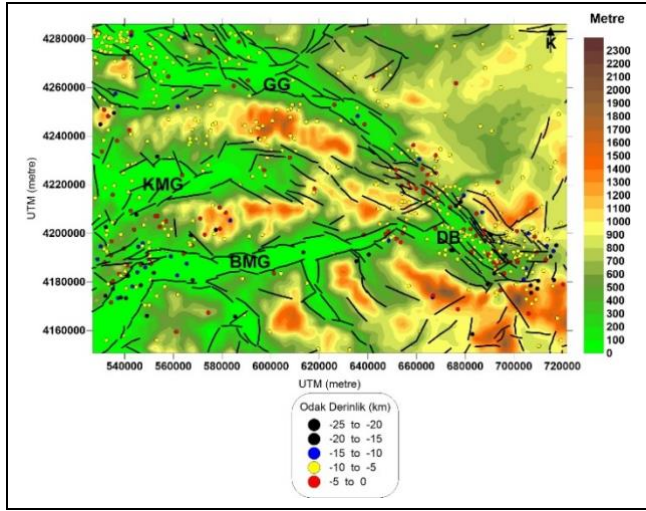 Metre
K
4280000
4260000
4240000
4220000
4200000
4180000
4160000
UTM (metre)
GG
KMG
BMG
DB
2300
2200
2100
2000
1900
1800
1700
1600
1500
1400
1300
1200
1100
1000
900
800
700
600
500
400
300
200
100
0
540000 560000 580000 600000 620000 640000 660000 680000 700000 720000
UTM (metre)
Odak Derinlik (km)
-25 to -20
-20 to -15
-15 to -10
-10 to -5
-5 to 0